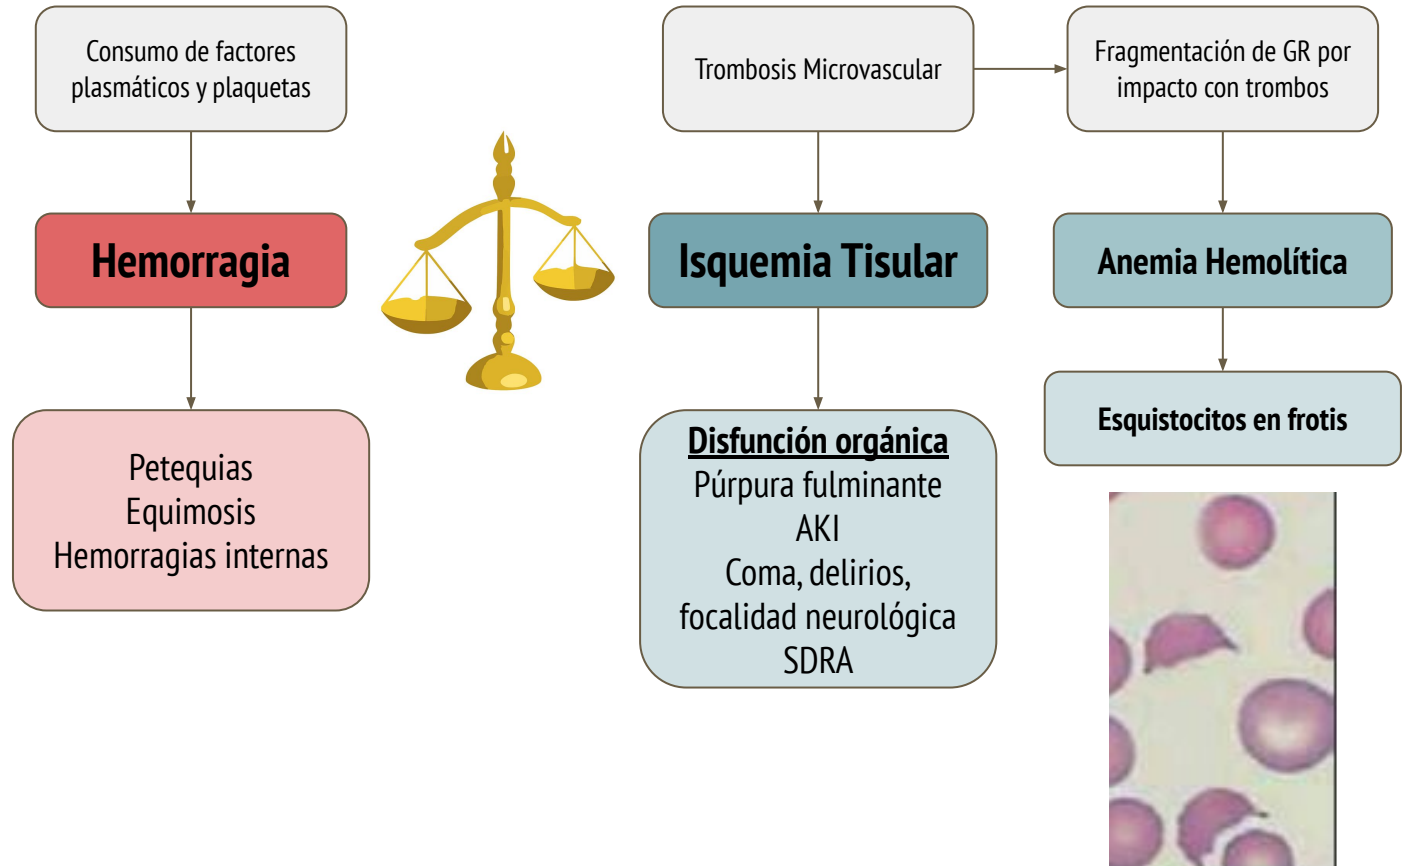 Consumo de factores
plasmáticos y plaquetas
Hemorragia
Petequias
Equimosis
Hemorragias internas
Trombosis Microvascular
Isquemia Tisular
Disfunción orgánica
Púrpura fulminante
AKI
Coma, delirios,
focalidad neurológica
SDRA
Fragmentación de GR por
impacto con trombos
Anemia Hemolítica
Esquistocitos en frotis